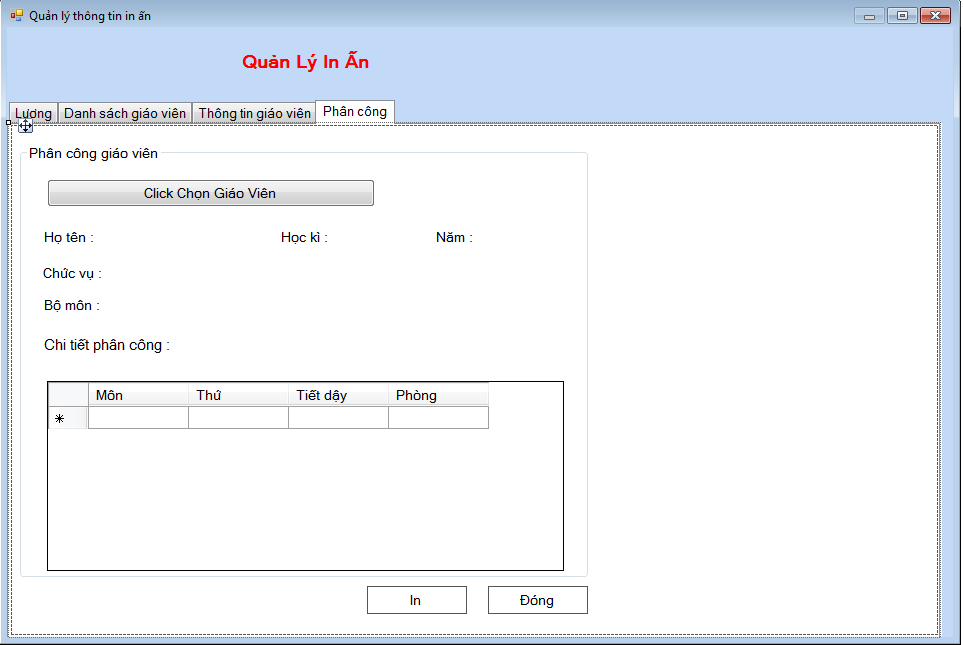 Quản lý thông tin in ấn
Quản Lý In Ấn
Lương Danh sách giáo viên Thông tin giáo viên Phân công
Phân công giáo viên
Click Chọn Giáo Viên
Họ tên : Học kì : Năm :
Chức vụ :
Bộ môn :
Chi tiết phân công :
Môn Thứ Tiết dậy Phòng
*
In Đóng